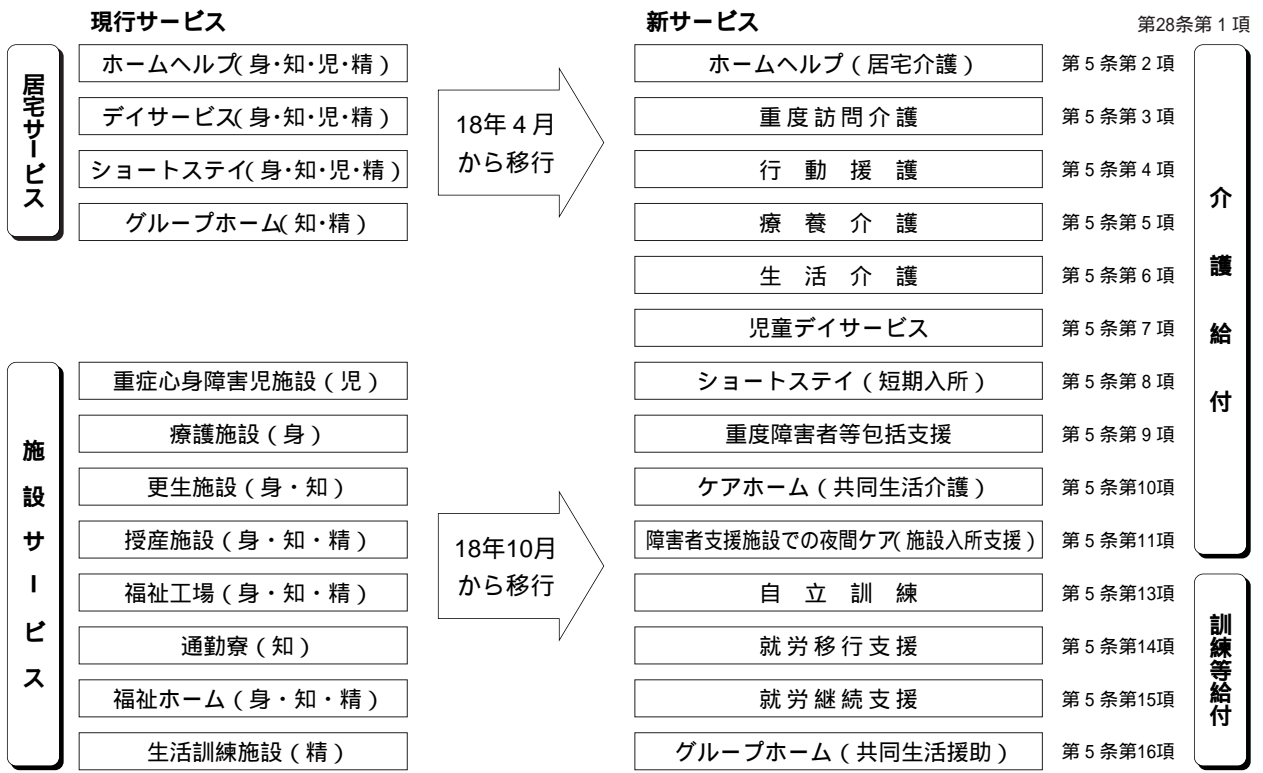 現行サービス
居宅サービス
ホームヘルプ(身・知・児・精)
デイサービス(身・知・児・精)
ショートステイ(身・知・児・精)
グループホーム(知・精)
施設サービス
重症心身障害児施設(児)
療護施設(身)
更生施設(身・知)
授産施設(身・知・精)
福祉工場(身・知・精)
通勤寮(知)
福祉ホーム(身・知・精)
生活訓練施設(精)
18年4月
から移行
18年10月
から移行
新サービス
第28条第1項
ホームヘルプ(居宅介護) 第5条第2項
重度訪問介護 第5条第3項
行動援護 第5条第4項
療養介護 第5条第5項
生活介護 第5条第6項
児童デイサービス 第5条第7項
ショートステイ(短期入所) 第5条第8項
重度障害者等包括支援 第5条第9項
ケアホーム(共同生活介護) 第5条第10項
障害者支援施設での夜間ケア(施設入所支援) 第5条第11項
介護給付
自立訓練 第5条第13項
就労移行支援 第5条第14項
就労継続支援 第5条第15項
グループホーム(共同生活援助) 第5条第16項
訓練等給付